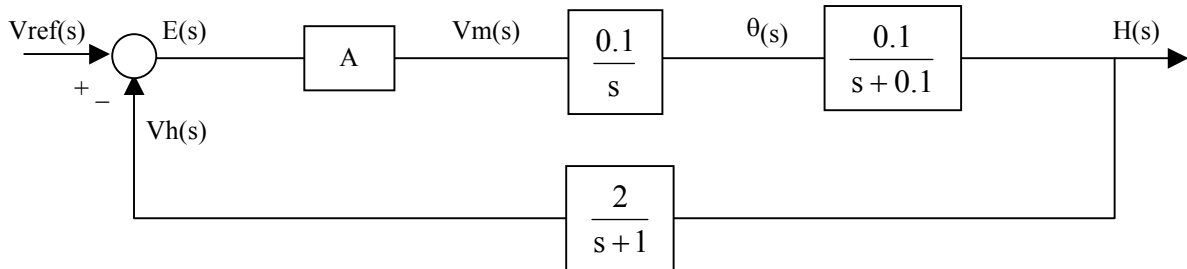 Vref(s)
E(s)
A
Vm(s)
0.1
s
θ(s)
0.1
s + 0.1
H(s)
+
−
Vh(s)
2
s + 1